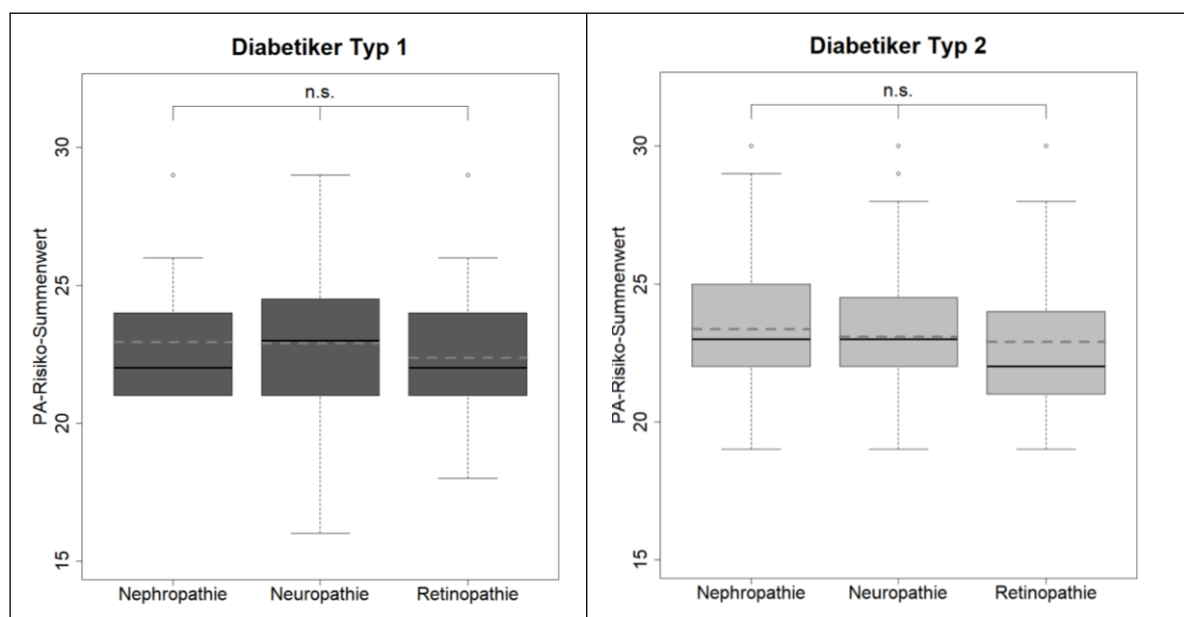 Diabetiker Typ 1
n.s.
PA-Risiko-Summenwert
30
25
20
15
Nephropathie Neuropathie Retinopathie
Diabetiker Typ 2
n.s.
PA-Risiko-Summenwert
30
25
20
15
Nephropathie Neuropathie Retinopathie